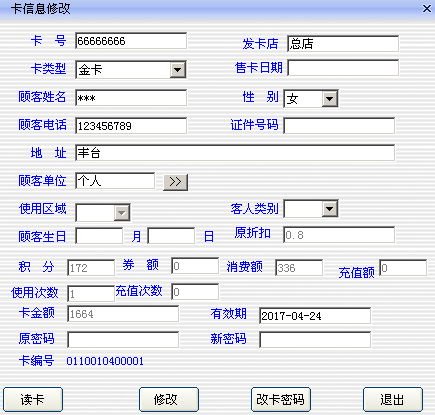 卡信息修改 ×
卡 号 66666666 发卡店 总店
卡类型 金卡 售卡日期
顾客姓名 *** 性 别 女
顾客电话 123456789 证件号码
地 址 丰台
顾客单位 个人 >>
使用区域 客人类别
顾客生日 月 日 原折扣 0.8
积 分 172 券 额 0 消费额 336 充值额 0
使用次数 1 充值次数 0
卡金额 1664 有效期 2017-04-24
原密码 新密码
卡编号 0110010400001
读卡 修改 改卡密码 退出